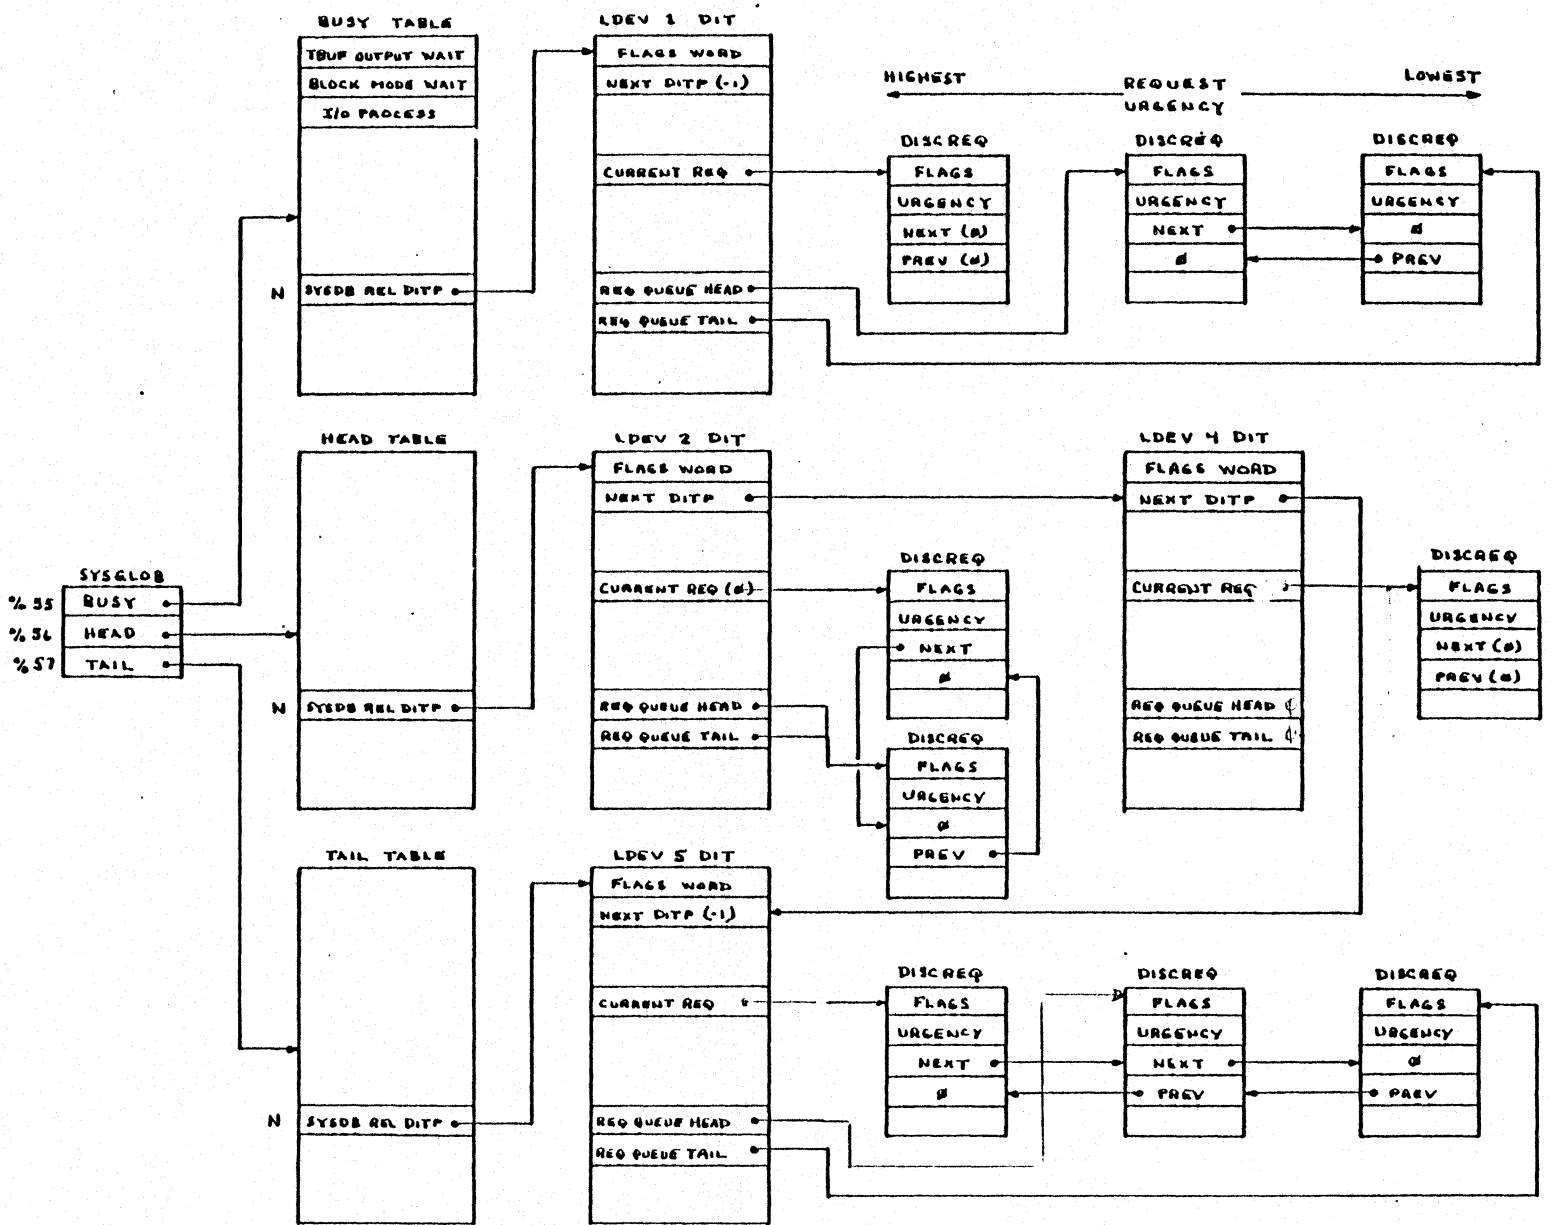 BUSY TABLE
TBUF OUTPUT WAIT
BLOCK MODE WAIT
I/O PROCESS
N
SYSDB REL DITP
LDEV 1 DIT
FLAGS WORD
NEXT DITP (-1)
CURRENT REQ
REQ QUEUE HEAD
REQ QUEUE TAIL
HIGHEST
REQUEST
URGENCY
LOWEST
DISCREQ
FLAGS
URGENCY
NEXT (Ø)
PREV (Ø)
DISCREQ
FLAGS
URGENCY
NEXT
Ø
DISCREQ
FLAGS
URGENCY
Ø
PREV
SYSGLOB
%55
BUSY
%56
HEAD
%57
TAIL
HEAD TABLE
N
SYSDB REL DITP
LDEV 2 DIT
FLAGS WORD
NEXT DITP
CURRENT REQ (Ø)
REQ QUEUE HEAD
REQ QUEUE TAIL
DISCREQ
FLAGS
URGENCY
NEXT
Ø
DISCREQ
FLAGS
URGENCY
Ø
PREV
LDEV 4 DIT
FLAGS WORD
NEXT DITP
CURRENT REQ
REQ QUEUE HEAD
REQ QUEUE TAIL
DISCREQ
FLAGS
URGENCY
NEXT (Ø)
PREV (Ø)
TAIL TABLE
N
SYSDB REL DITP
LDEV 5 DIT
FLAGS WORD
NEXT DITP (-1)
CURRENT REQ
REQ QUEUE HEAD
REQ QUEUE TAIL
DISCREQ
FLAGS
URGENCY
NEXT
Ø
DISCREQ
FLAGS
URGENCY
NEXT
PREV
DISCREQ
FLAGS
URGENCY
Ø
PREV